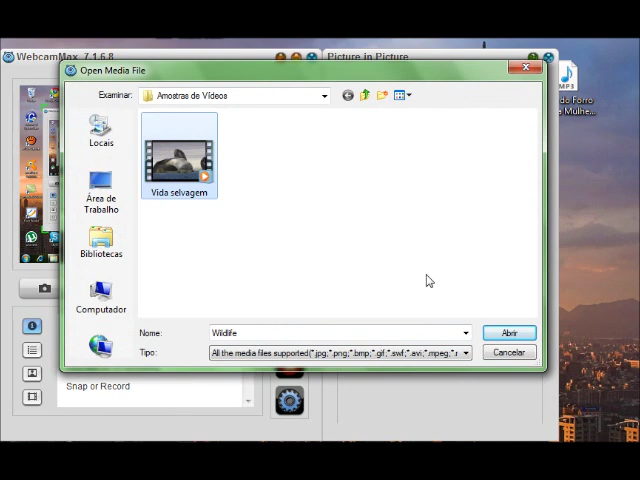 WebcamMax 7.1.6.8
Picture in Picture
Open Media File
Examinar:
Amostras de Vídeos
MP3
do Forro
a Mulhe...
Locais
Vida selvagem
Área de
Trabalho
Bibliotecas
Computador
Nome:
Wildlife
Abrir
Tipo:
All the media files supported(*.jpg;*.png;*.bmp;*.gif;*.swf;*.avi;*.mpeg;*.r
Cancelar
Snap or Record